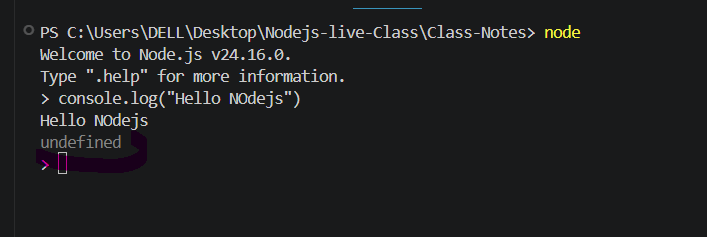 PS C:\Users\DELL\Desktop\Nodejs-live-Class\Class-Notes> node
Welcome to Node.js v24.16.0.
Type ".help" for more information.
> console.log("Hello NOdejs")
Hello NOdejs
undefined
>